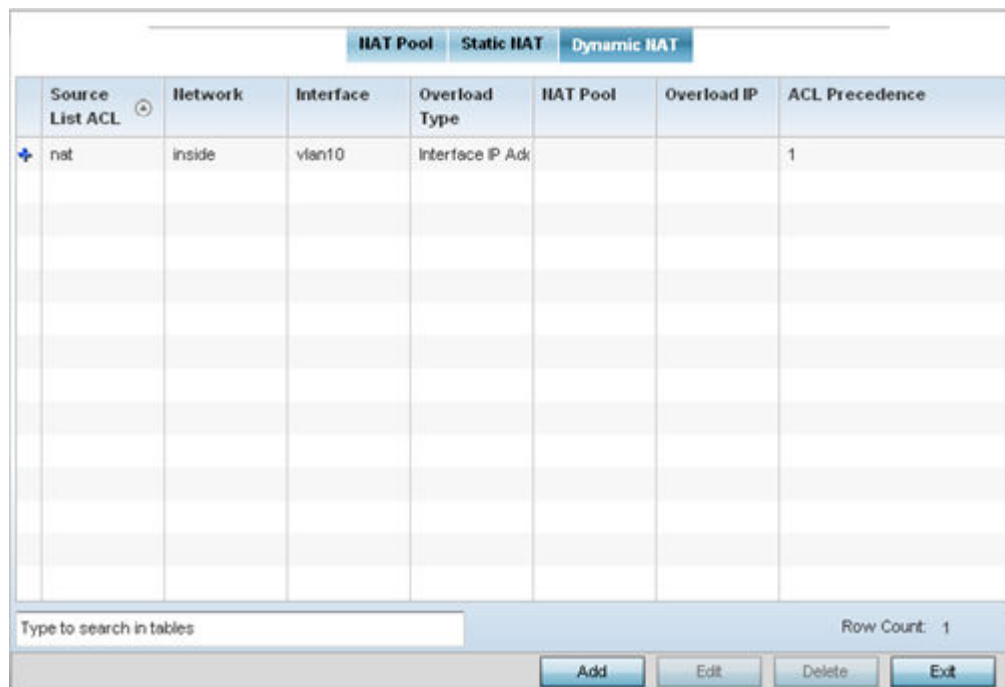 NAT Pool Static NAT Dynamic NAT
Source List ACL Network Interface Overload Type NAT Pool Overload IP ACL Precedence
nat inside vlan10 Interface IP Add 1
Type to search in tables Row Count: 1
Add Edit Delete Exit